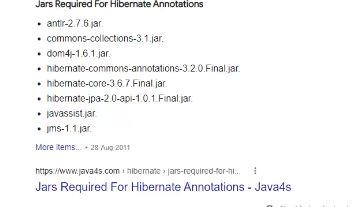 Jars Required For Hibernate Annotations
• antlr-2.7.6.jar.
• commons-collections-3.1.jar.
• dom4j-1.6.1.jar.
• hibernate-commons-annotations-3.2.0.Final.jar.
• hibernate-core-3.6.7.Final.jar.
• hibernate-jpa-2.0-api-1.0.1.Final.jar.
• javassist.jar.
• jms-1.1.jar.
More Items... • 28-Aug-2011
https://www.java4s.com › hibernate › jars-required-for-hi...
Jars Required For Hibernate Annotations - Java4s